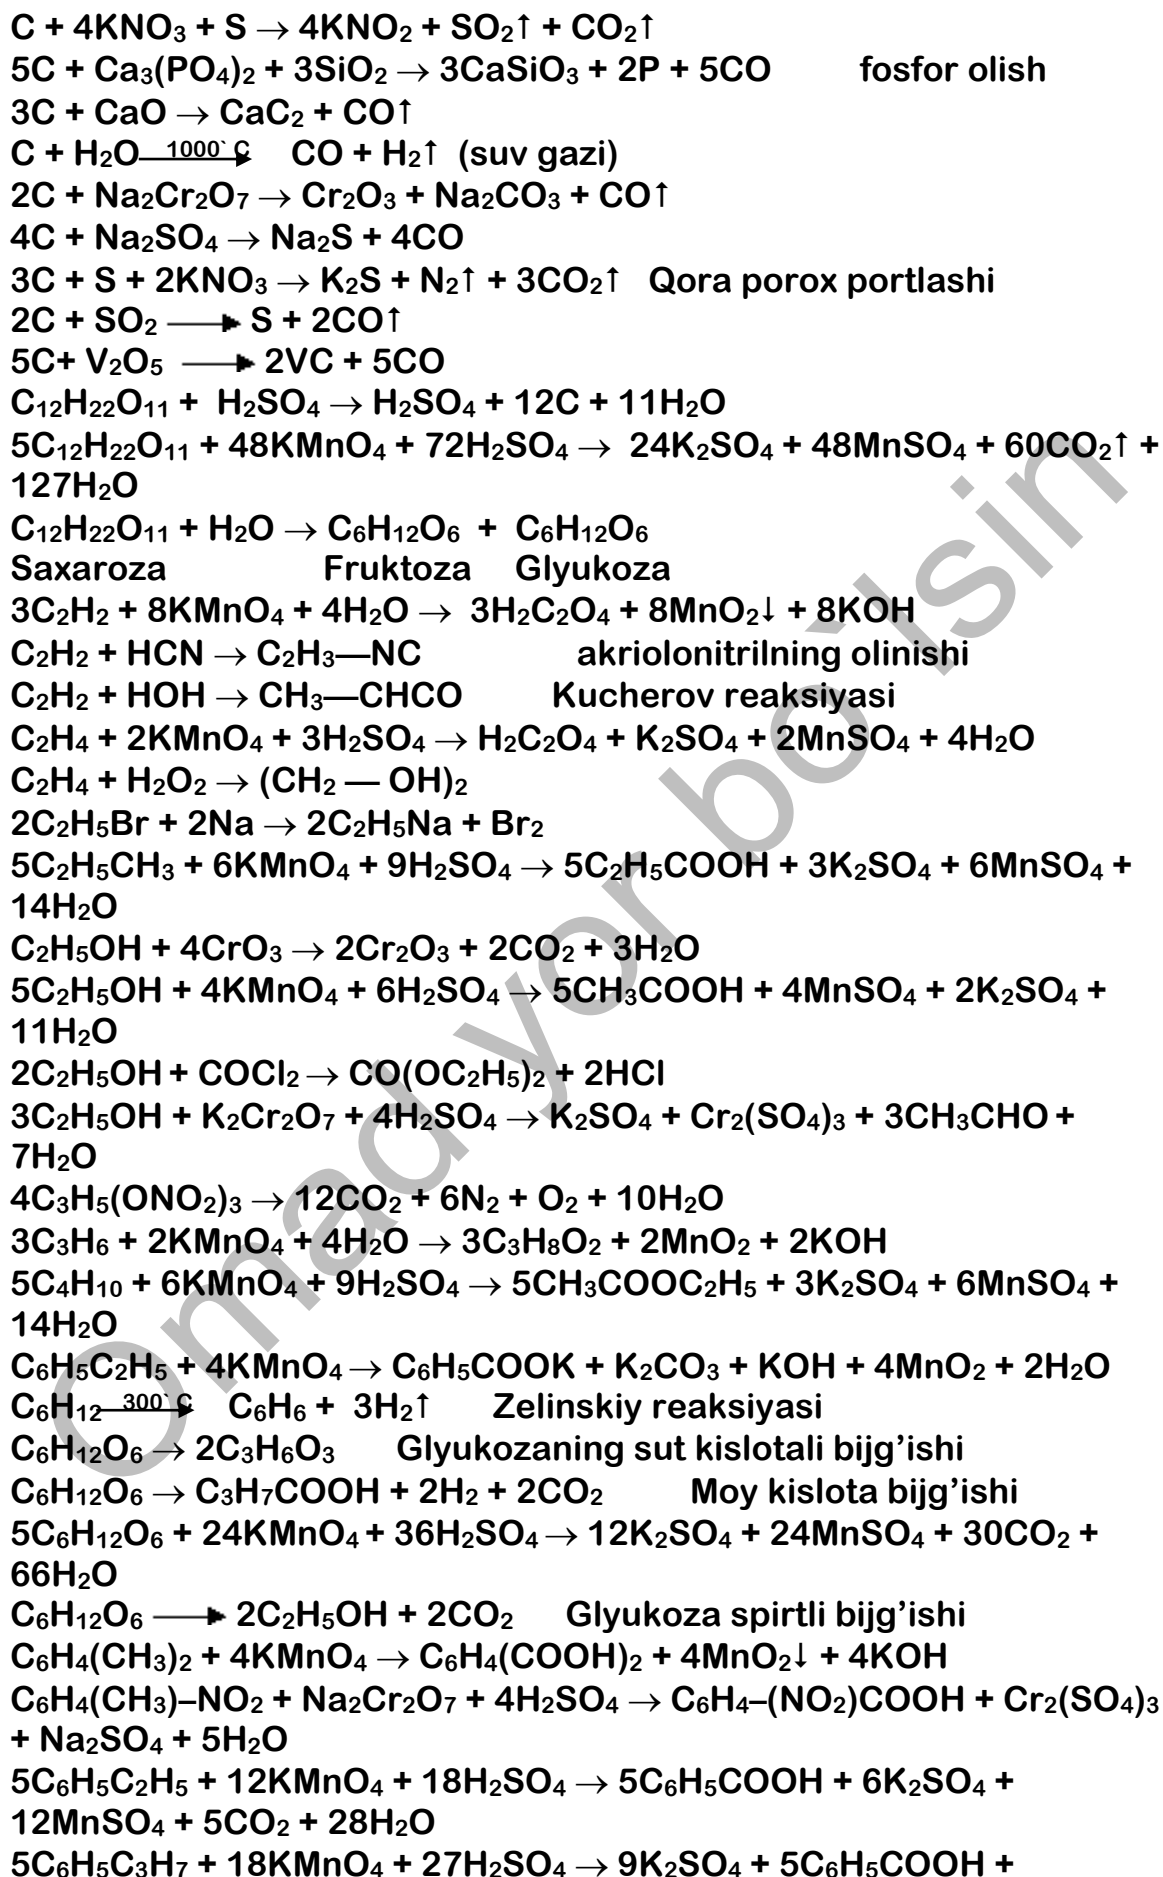 C + 4KNO₃ + S → 4KNO₂ + SO₂↑ + CO₂↑
5C + Ca₃(PO₄)₂ + 3SiO₂ → 3CaSiO₃ + 2P + 5CO fosfor olish
3C + CaO → CaC₂ + CO↑
C + H₂O 1000` C→ CO + H₂↑ (suv gazi)
2C + Na₂Cr₂O₇ → Cr₂O₃ + Na₂CO₃ + CO↑
4C + Na₂SO₄ → Na₂S + 4CO
3C + S + 2KNO₃ → K₂S + N₂↑ + 3CO₂↑ Qora porox portlashi
2C + SO₂ → S + 2CO↑
5C+ V₂O₅ → 2VC + 5CO
C₁₂H₂₂O₁₁ + H₂SO₄ → H₂SO₄ + 12C + 11H₂O
5C₁₂H₂₂O₁₁ + 48KMnO₄ + 72H₂SO₄ → 24K₂SO₄ + 48MnSO₄ + 60CO₂↑ +
127H₂O
C₁₂H₂₂O₁₁ + H₂O → C₆H₁₂O₆ + C₆H₁₂O₆
Saxaroza Fruktoza Glyukoza
3C₂H₂ + 8KMnO₄ + 4H₂O → 3H₂C₂O₄ + 8MnO₂↓ + 8KOH
C₂H₂ + HCN → C₂H₃—NC akriolonitrilning olinishi
C₂H₂ + HOH → CH₃—CHCO Kucherov reaksiyasi
C₂H₄ + 2KMnO₄ + 3H₂SO₄ → H₂C₂O₄ + K₂SO₄ + 2MnSO₄ + 4H₂O
C₂H₄ + H₂O₂ → (CH₂ — OH)₂
2C₂H₅Br + 2Na → 2C₂H₅Na + Br₂
5C₂H₅CH₃ + 6KMnO₄ + 9H₂SO₄ → 5C₂H₅COOH + 3K₂SO₄ + 6MnSO₄ +
14H₂O
C₂H₅OH + 4CrO₃ → 2Cr₂O₃ + 2CO₂ + 3H₂O
5C₂H₅OH + 4KMnO₄ + 6H₂SO₄ → 5CH₃COOH + 4MnSO₄ + 2K₂SO₄ +
11H₂O
2C₂H₅OH + COCl₂ → CO(OC₂H₅)₂ + 2HCl
3C₂H₅OH + K₂Cr₂O₇ + 4H₂SO₄ → K₂SO₄ + Cr₂(SO₄)₃ + 3CH₃CHO +
7H₂O
4C₃H₅(ONO₂)₃ → 12CO₂ + 6N₂ + O₂ + 10H₂O
3C₃H₆ + 2KMnO₄ + 4H₂O → 3C₃H₈O₂ + 2MnO₂ + 2KOH
5C₄H₁₀ + 6KMnO₄ + 9H₂SO₄ → 5CH₃COOC₂H₅ + 3K₂SO₄ + 6MnSO₄ +
14H₂O
C₆H₅C₂H₅ + 4KMnO₄ → C₆H₅COOK + K₂CO₃ + KOH + 4MnO₂ + 2H₂O
C₆H₁₂ 300` C→ C₆H₆ + 3H₂↑ Zelinskiy reaksiyasi
C₆H₁₂O₆ → 2C₃H₆O₃ Glyukozaning sut kislotali bijg'ishi
C₆H₁₂O₆ → C₃H₇COOH + 2H₂ + 2CO₂ Moy kislota bijg'ishi
5C₆H₁₂O₆ + 24KMnO₄ + 36H₂SO₄ → 12K₂SO₄ + 24MnSO₄ + 30CO₂ +
66H₂O
C₆H₁₂O₆ → 2C₂H₅OH + 2CO₂ Glyukoza spirtli bijg'ishi
C₆H₄(CH₃)₂ + 4KMnO₄ → C₆H₄(COOH)₂ + 4MnO₂↓ + 4KOH
C₆H₄(CH₃)–NO₂ + Na₂Cr₂O₇ + 4H₂SO₄ → C₆H₄–(NO₂)COOH + Cr₂(SO₄)₃
+ Na₂SO₄ + 5H₂O
5C₆H₅C₂H₅ + 12KMnO₄ + 18H₂SO₄ → 5C₆H₅COOH + 6K₂SO₄ +
12MnSO₄ + 5CO₂ + 28H₂O
5C₆H₅C₃H₇ + 18KMnO₄ + 27H₂SO₄ → 9K₂SO₄ + 5C₆H₅COOH +
Omad yor bo`lsin